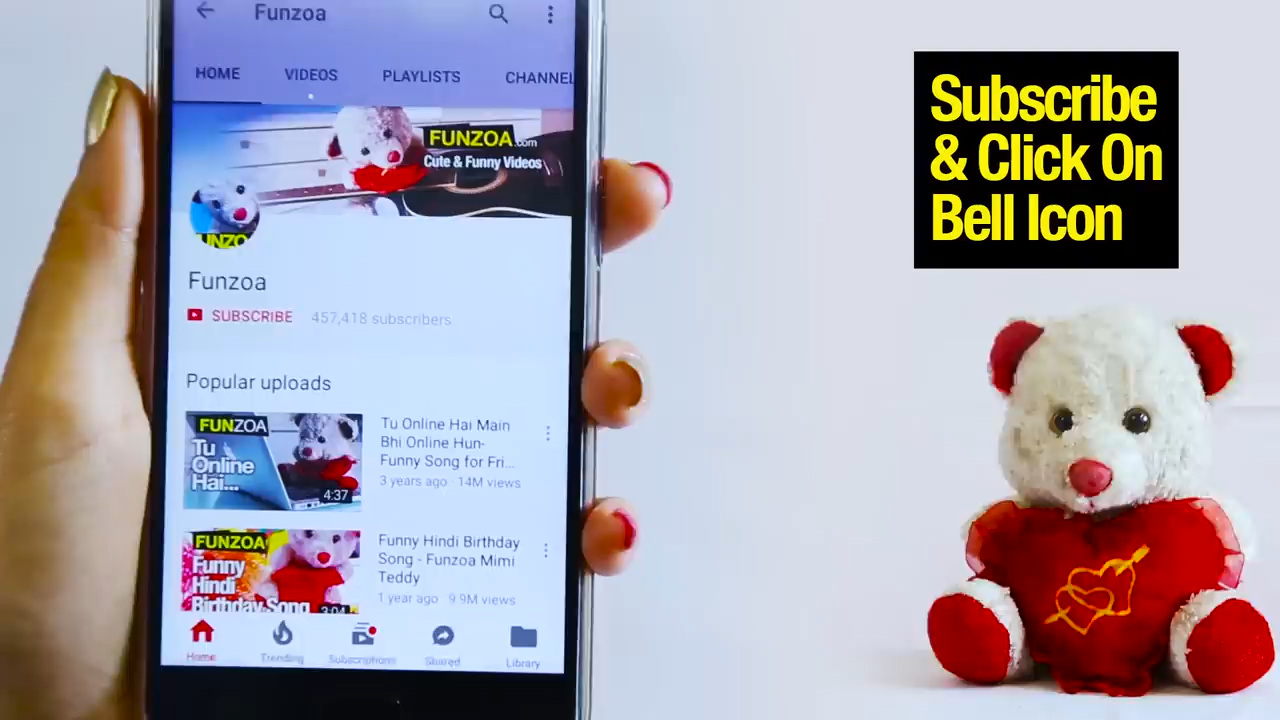 Funzoa
HOME VIDEOS PLAYLISTS CHANNEL
FUNZOA.com
Cute & Funny Videos
UNZO
Funzoa
SUBSCRIBE 457,418 subscribers
Popular uploads
FUNZOA
Tu
Online
Hai...
4:37
Tu Online Hai Main
Bhi Online Hun-
Funny Song for Fri...
3 years ago · 14M views
FUNZOA
Funny
Hindi
Birthday Song
3:04
Funny Hindi Birthday
Song - Funzoa Mimi
Teddy
1 year ago · 9.9M views
Home Trending Subscriptions Shared Library
Subscribe
& Click On
Bell Icon